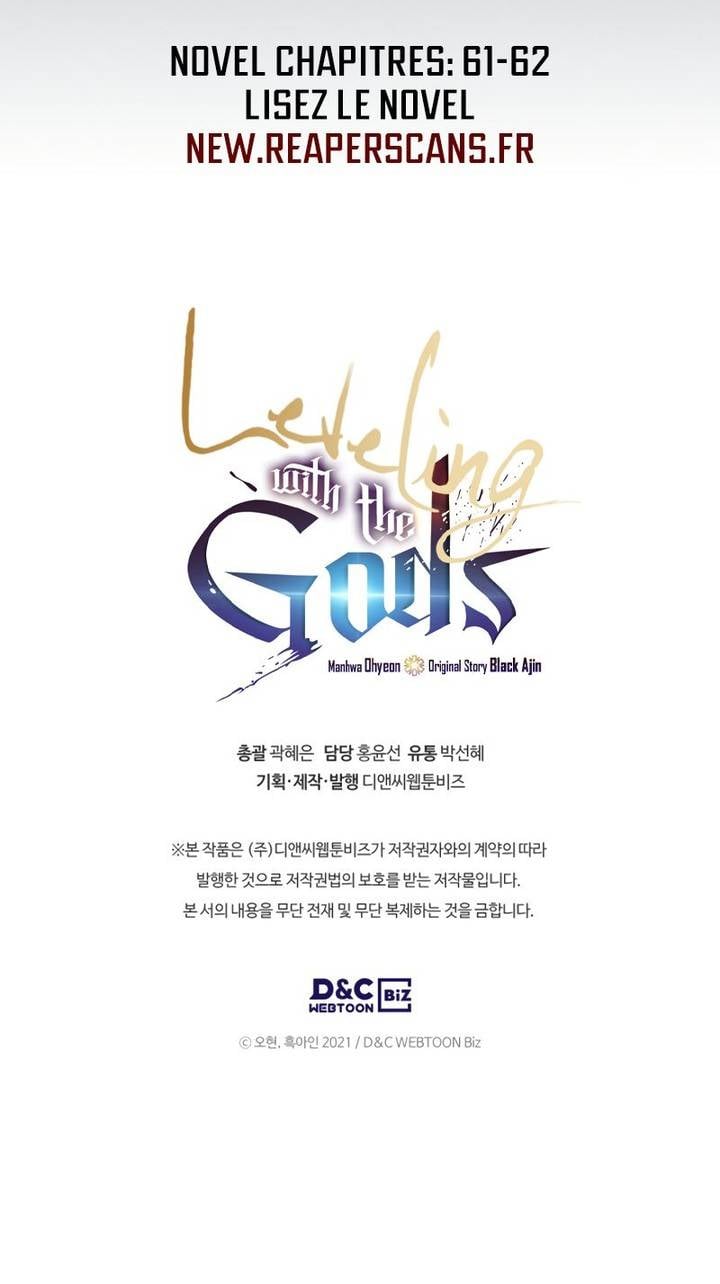 NOVEL CHAPITRES: 61-62
LISEZ LE NOVEL
NEW.REAPERSCANS.FR
Leveling
with the
Gods
Manhwa Ohyeon Original Story Black Ajin
총괄 곽혜은 담당 홍윤선 유통 박선혜
기획·제작·발행 디앤씨웹툰비즈
※본 작품은 (주)디앤씨웹툰비즈가 저작권자와의 계약의 따라
발행한 것으로 저작권법의 보호를 받는 저작물입니다.
본 서의 내용을 무단 전재 및 무단 복제하는 것을 금합니다.
D&C
WEBTOON BiZ
ⓒ 오현, 흑아인 2021 / D&C WEBTOON Biz